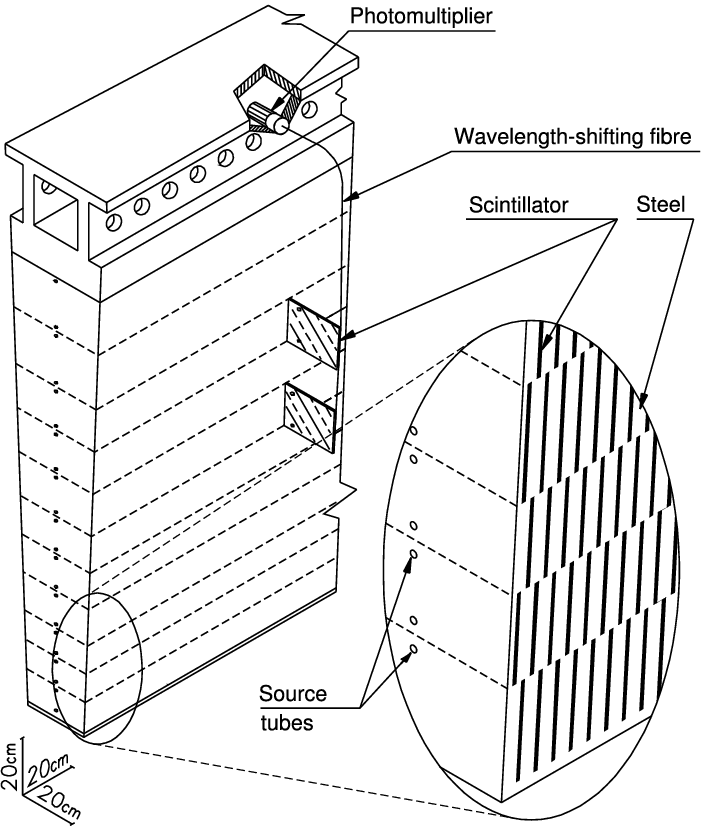 Photomultiplier
Wavelength-shifting fibre
Scintillator
Steel
Source
tubes
20cm
20cm
20cm